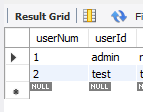 Result Grid
userNum userId
1 admin
2 test
NULL NULL